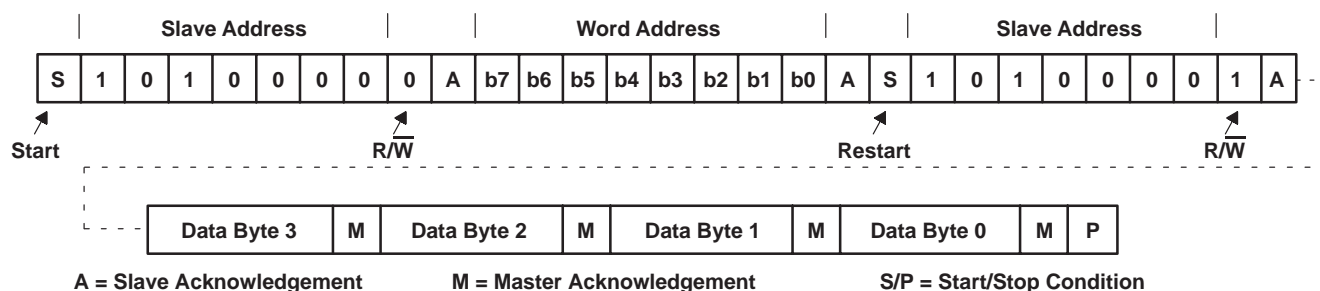 Slave Address Word Address Slave Address
S 1 0 1 0 0 0 0 0 A b7 b6 b5 b4 b3 b2 b1 b0 A S 1 0 1 0 0 0 0 1 A
Start R/W̅ Restart R/W̅
Data Byte 3 M Data Byte 2 M Data Byte 1 M Data Byte 0 M P
A = Slave Acknowledgement M = Master Acknowledgement S/P = Start/Stop Condition